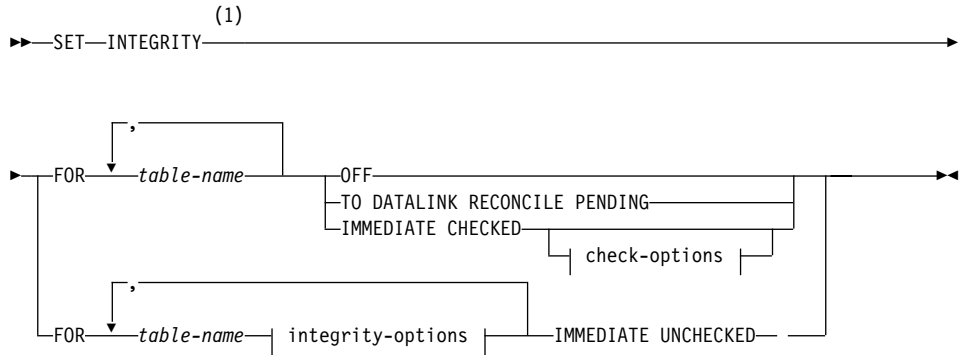 (1)
SET INTEGRITY
,
FOR table-name OFF
TO DATALINK RECONCILE PENDING
IMMEDIATE CHECKED
check-options
,
FOR table-name integrity-options IMMEDIATE UNCHECKED